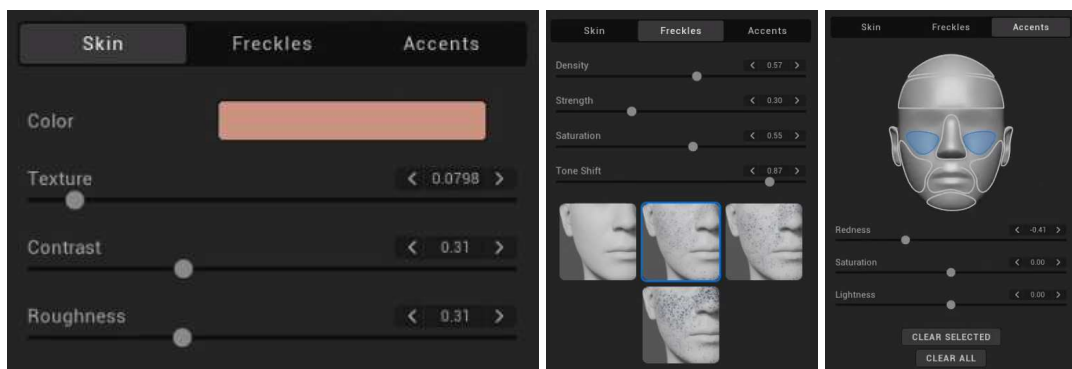 Skin Freckles Accents
Color
Texture < 0.0798 >
Contrast < 0.31 >
Roughness < 0.31 >
Skin Freckles Accents
Density < 0.57 >
Strength < 0.30 >
Saturation < 0.55 >
Tone Shift < 0.87 >
Skin Freckles Accents
Redness < -0.41 >
Saturation < 0.00 >
Lightness < 0.00 >
CLEAR SELECTED
CLEAR ALL